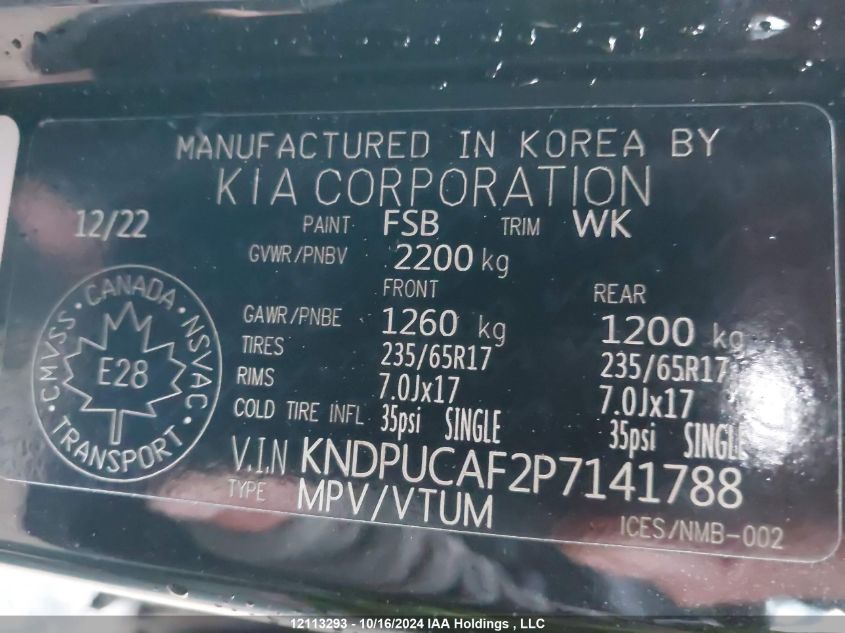 MANUFACTURED IN KOREA BY
KIA CORPORATION
12/22 PAINT FSB TRIM WK
GVWR/PNBV 2200 kg
FRONT REAR
GAWR/PNBE 1260 kg 1200 kg
TIRES 235/65R17 235/65R17
RIMS 7.0Jx17 7.0Jx17
COLD TIRE INFL 35psi SINGLE 35psi SINGLE
V.I.N KNDPUCAF2P7141788
TYPE MPV/VTUM
ICES/NMB-002
CMVSS · CANADA · NSVAC · TRANSPORT ·
E28
12113293 - 10/16/2024 IAA Holdings , LLC